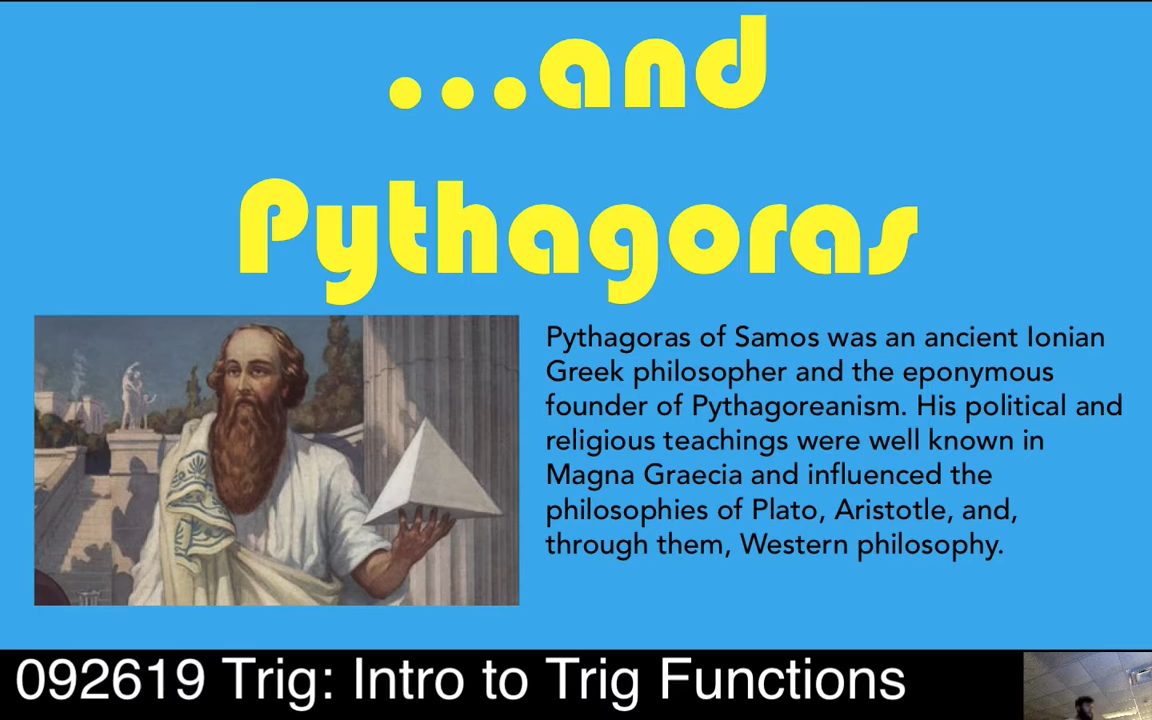 ...and
Pythagoras
Pythagoras of Samos was an ancient Ionian
Greek philosopher and the eponymous
founder of Pythagoreanism. His political and
religious teachings were well known in
Magna Graecia and influenced the
philosophies of Plato, Aristotle, and,
through them, Western philosophy.
092619 Trig: Intro to Trig Functions